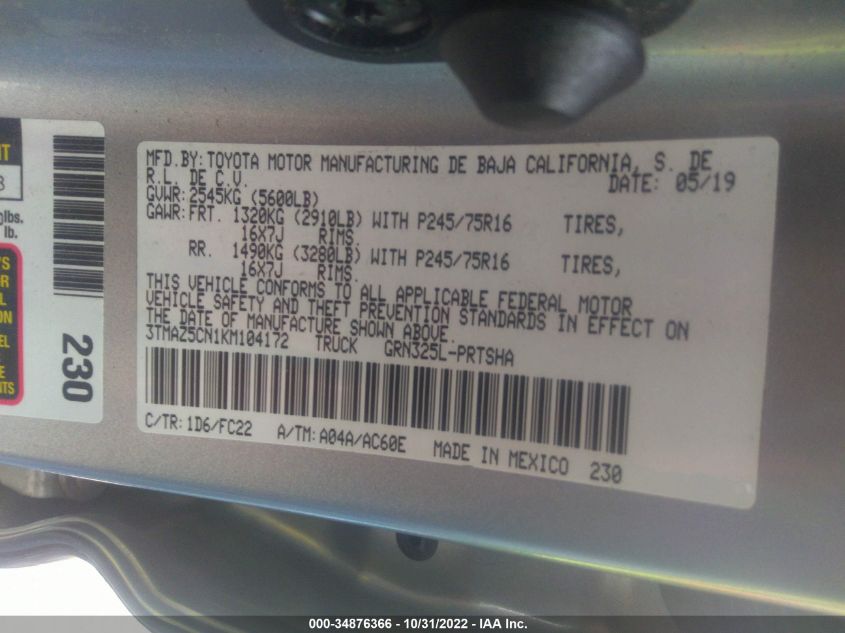 MFD.BY: TOYOTA MOTOR MANUFACTURING DE BAJA CALIFORNIA, S. DE
R.L. DE C.V. DATE: 05/19
GVWR: 2545KG (5600LB)
GAWR: FRT. 1320KG (2910LB) WITH P245/75R16 TIRES,
16X7J RIMS.
RR. 1490KG (3280LB) WITH P245/75R16 TIRES,
16X7J RIMS.
THIS VEHICLE CONFORMS TO ALL APPLICABLE FEDERAL MOTOR
VEHICLE SAFETY AND THEFT PREVENTION STANDARDS IN EFFECT ON
THE DATE OF MANUFACTURE SHOWN ABOVE.
3TMAZ5CN1KM104172 TRUCK GRN325L-PRTSHA
C/TR: 1D6/FC22 A/TM: A04A/AC60E MADE IN MEXICO 230
lbs.
lb.
230
000-34876366 - 10/31/2022 - IAA Inc.